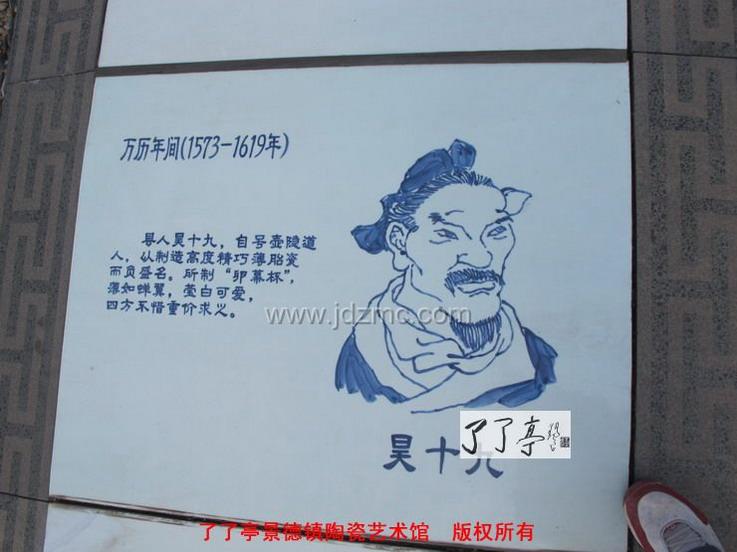 万历年间(1573-1619年)
县人昊十九，自号壶隐道
人，从制造高度精巧薄胎瓷
而负盛名。所制“卵幕杯”，
薄如蝉翼，莹白可爱，
四方不惜重价求之。
www.jdzmc.com
了了亭
昊十九
了了亭景德镇陶瓷艺术馆 版权所有